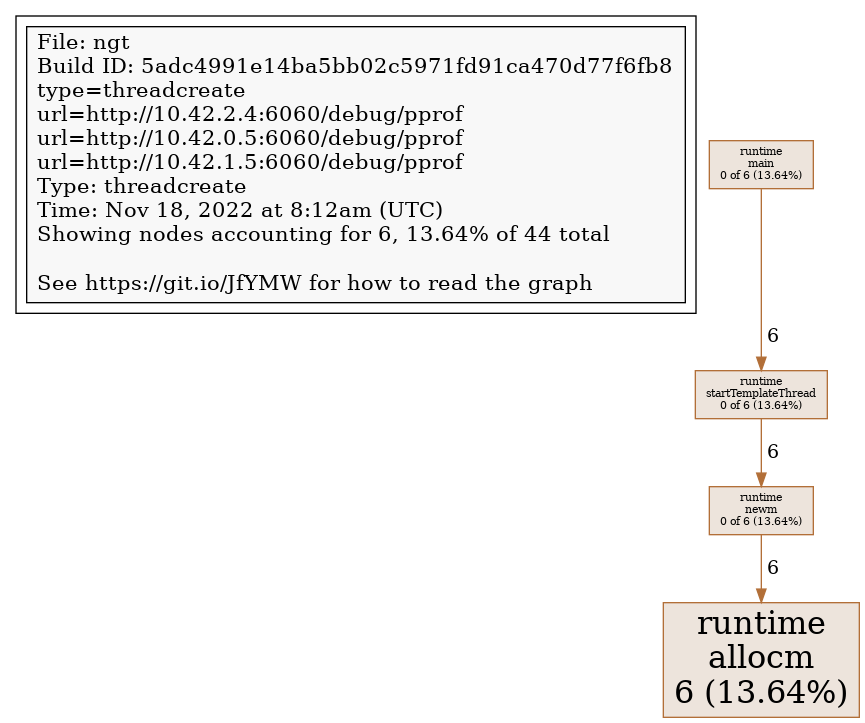 File: ngt
Build ID: 5adc4991e14ba5bb02c5971fd91ca470d77f6fb8
type=threadcreate
url=http://10.42.2.4:6060/debug/pprof
url=http://10.42.0.5:6060/debug/pprof
url=http://10.42.1.5:6060/debug/pprof
Type: threadcreate
Time: Nov 18, 2022 at 8:12am (UTC)
Showing nodes accounting for 6, 13.64% of 44 total
See https://git.io/JfYMW for how to read the graph
runtime
main
0 of 6 (13.64%)
6
runtime
startTemplateThread
0 of 6 (13.64%)
6
runtime
newm
0 of 6 (13.64%)
6
runtime
allocm
6 (13.64%)